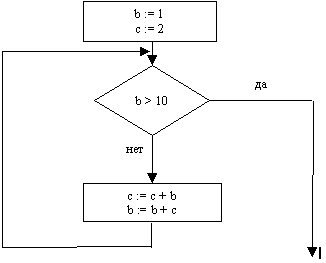 b := 1
c := 2
b > 10
да
нет
c := c + b
b := b + c